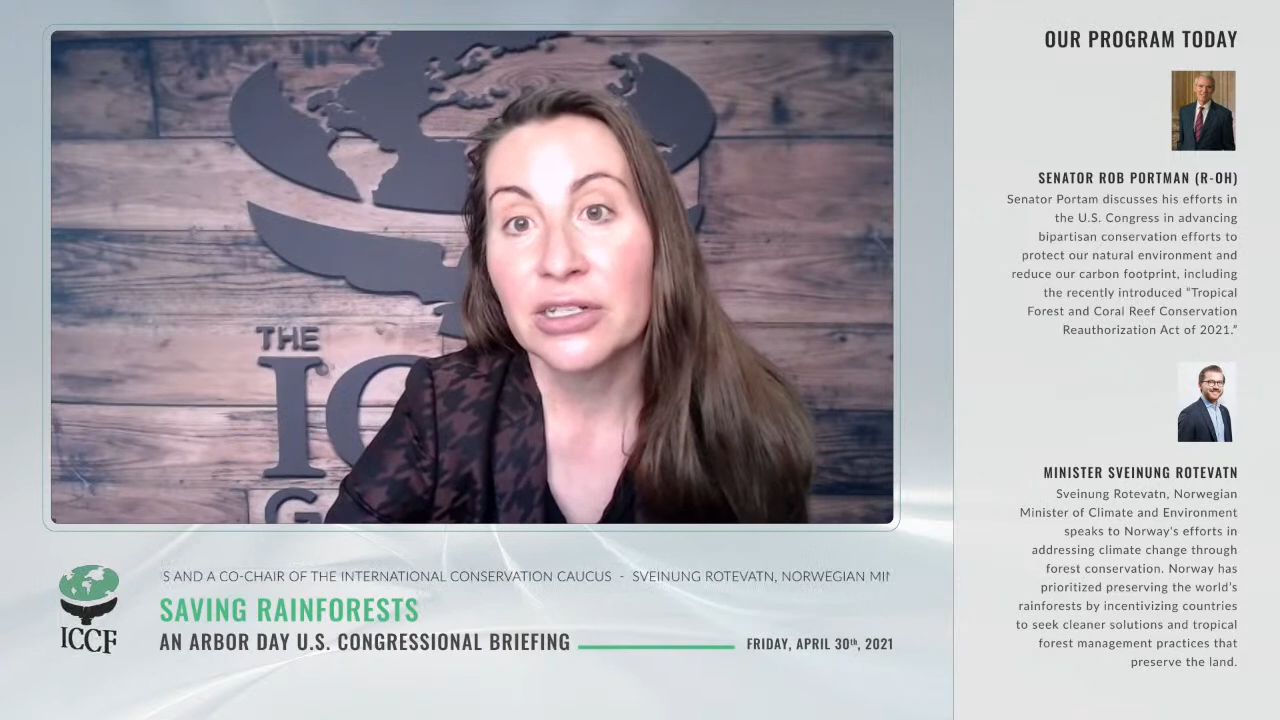 THE
IC
G
ICCF
S AND A CO-CHAIR OF THE INTERNATIONAL CONSERVATION CAUCUS - SVEINUNG ROTEVATN, NORWEGIAN MIN
SAVING RAINFORESTS
AN ARBOR DAY U.S. CONGRESSIONAL BRIEFING
FRIDAY, APRIL 30th, 2021
OUR PROGRAM TODAY
SENATOR ROB PORTMAN (R-OH)
Senator Portam discusses his efforts in
the U.S. Congress in advancing
bipartisan conservation efforts to
protect our natural environment and
reduce our carbon footprint, including
the recently introduced “Tropical
Forest and Coral Reef Conservation
Reauthorization Act of 2021.”
MINISTER SVEINUNG ROTEVATN
Sveinung Rotevatn, Norwegian
Minister of Climate and Environment
speaks to Norway's efforts in
addressing climate change through
forest conservation. Norway has
prioritized preserving the world's
rainforests by incentivizing countries
to seek cleaner solutions and tropical
forest management practices that
preserve the land.